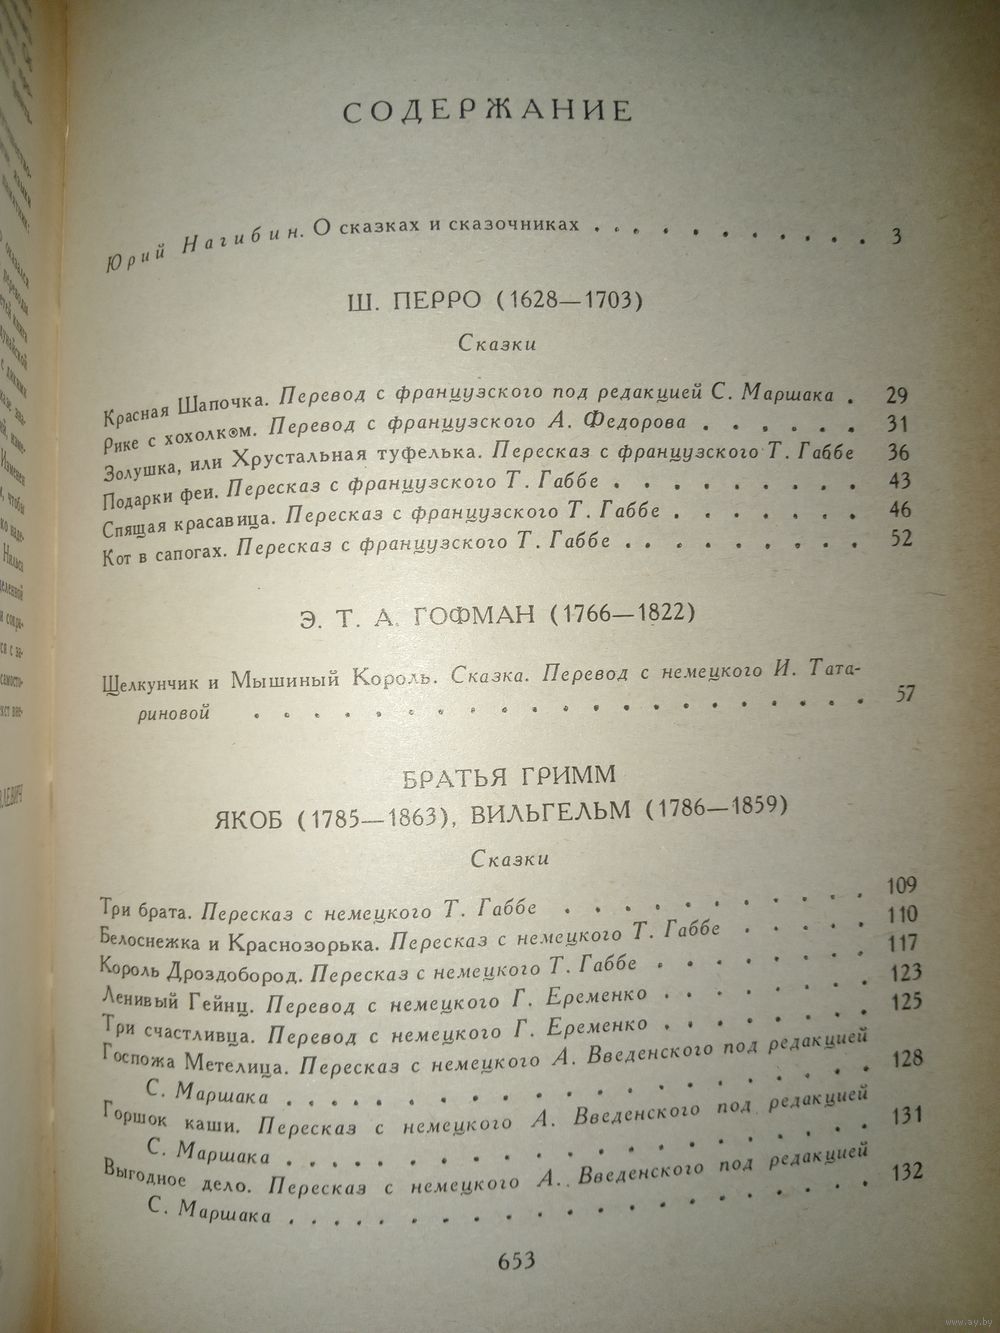 СОДЕРЖАНИЕ
Юрий Нагибин. О сказках и сказочниках . . . . . . . . . . . 3
Ш. ПЕРРО (1628—1703)
Сказки
Красная Шапочка. Перевод с французского под редакцией С. Маршака . 29
Рике с хохолком. Перевод с французского А. Федорова . . . . . . 31
Золушка, или Хрустальная туфелька. Пересказ с французского Т. Габбе 36
Подарки феи. Пересказ с французского Т. Габбе . . . . . . . . . 43
Спящая красавица. Пересказ с французского Т. Габбе . . . . . . . 46
Кот в сапогах. Пересказ с французского Т. Габбе . . . . . . . . . 52
Э. Т. А. ГОФМАН (1766—1822)
Щелкунчик и Мышиный Король. Сказка. Перевод с немецкого И. Тата-
риновой . . . . . . . . . . . . . . . . . . . . 57
БРАТЬЯ ГРИММ
ЯКОБ (1785—1863), ВИЛЬГЕЛЬМ (1786—1859)
Сказки
Три брата. Пересказ с немецкого Т. Габбе . . . . . . . . . . . 109
Белоснежка и Краснозорька. Пересказ с немецкого Т. Габбе . . . . . 110
Король Дроздобород. Пересказ с немецкого Т. Габбе . . . . . . . . 117
Ленивый Гейнц. Перевод с немецкого Г. Еременко . . . . . . . . 123
Три счастливца. Перевод с немецкого Г. Еременко . . . . . . . . 125
Госпожа Метелица. Пересказ с немецкого А. Введенского под редакцией
С. Маршака . . . . . . . . . . . . . . . . . . . 128
Горшок каши. Пересказ с немецкого А. Введенского под редакцией
С. Маршака . . . . . . . . . . . . . . . . . . . 131
Выгодное дело. Пересказ с немецкого А. Введенского под редакцией
С. Маршака . . . . . . . . . . . . . . . . . . . 132
653
www.ay.by